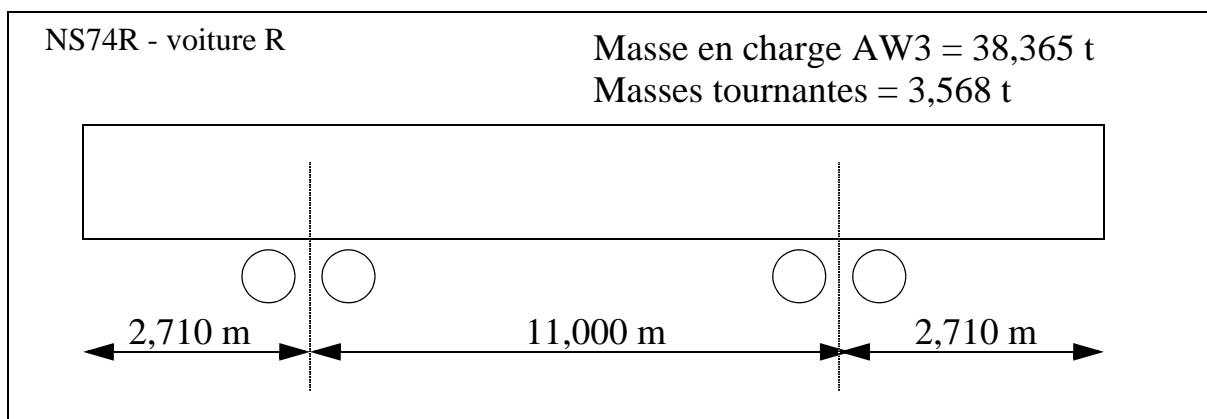 NS74R - voiture R
Masse en charge AW3 = 38,365 t
Masses tournantes = 3,568 t
2,710 m
11,000 m
2,710 m